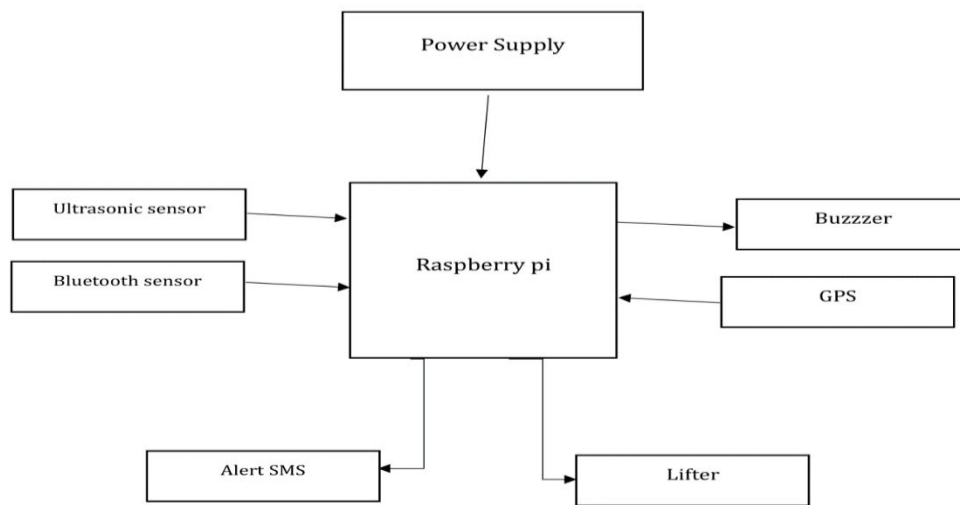 Power Supply
Ultrasonic sensor
Buzzzer
Bluetooth sensor
Raspberry pi
GPS
Alert SMS
Lifter